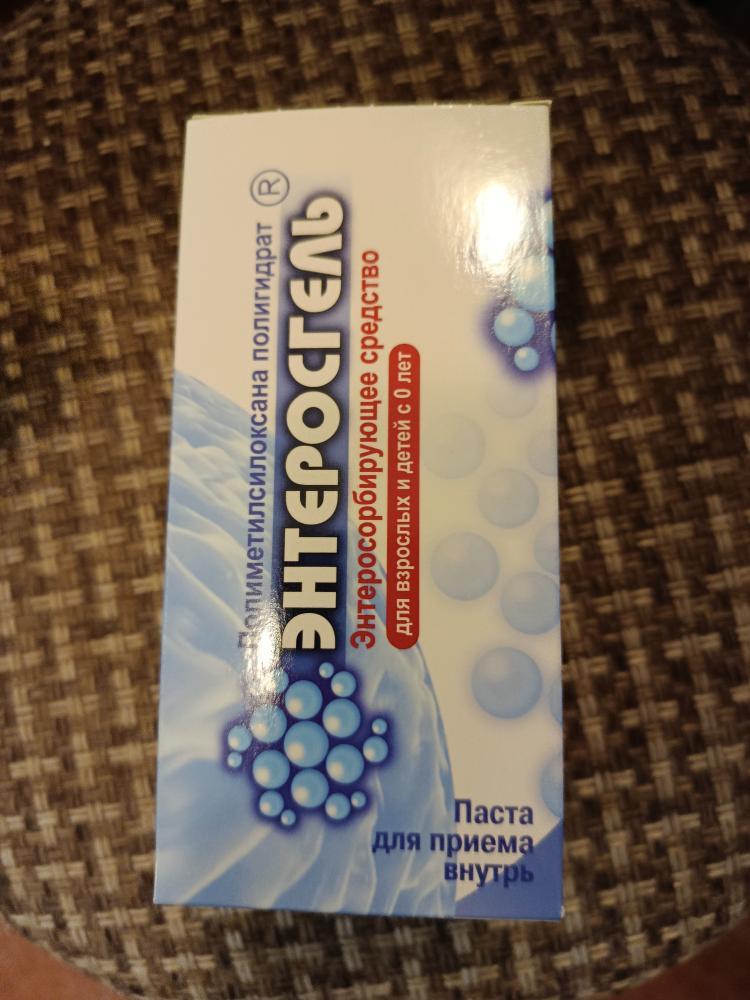 Полиметилсилоксана полигидрат
ЭНТЕРОСГЕЛЬ ®
Энтеросорбирующее средство
для взрослых и детей с 0 лет
Паста
для приема
внутрь